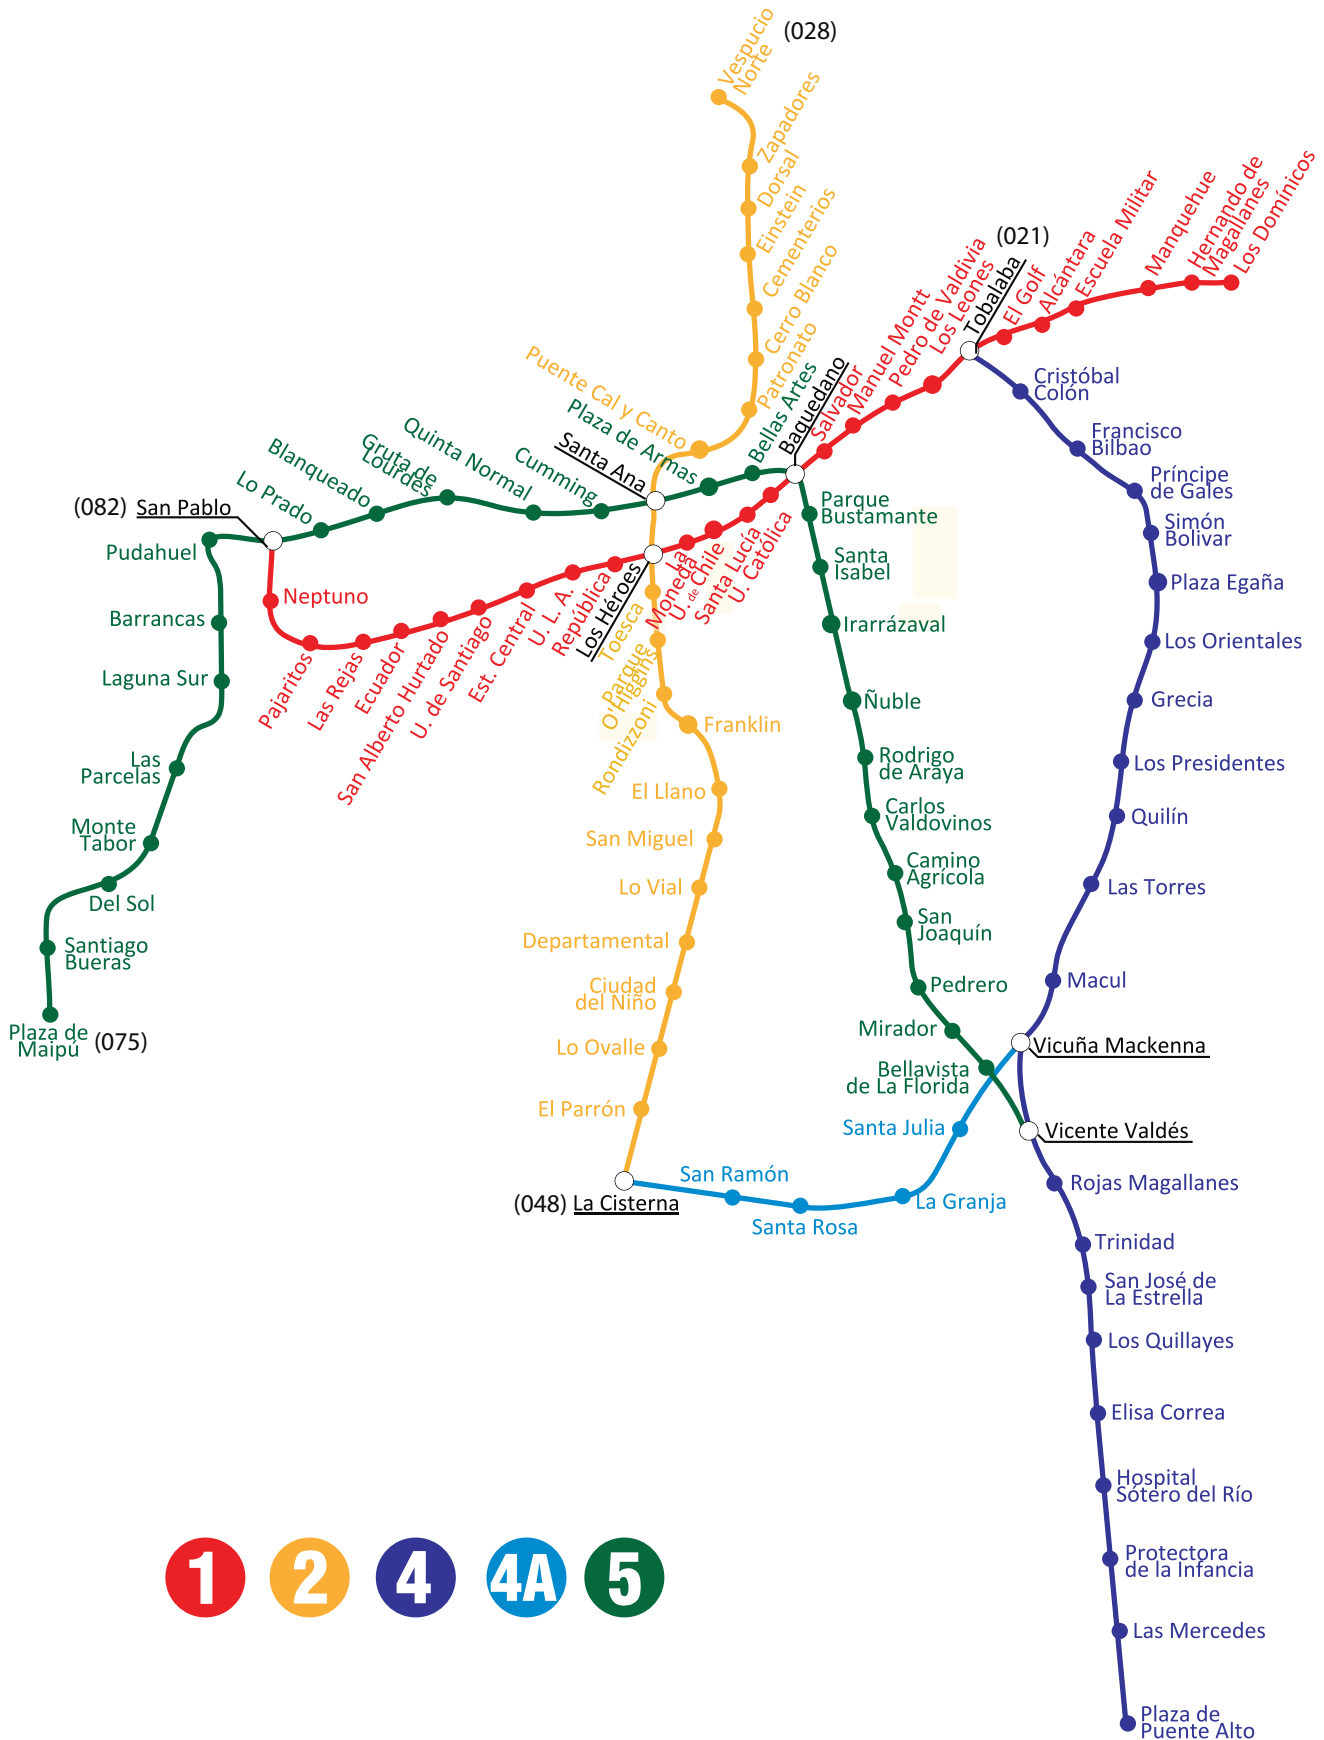 Vespucio
Norte
(028)
Zapadores
Dorsal
Einstein
Cementerios
Cerro Blanco
Patronato
Puente Cal y Canto
Plaza de Armas
Bellas Artes
Santa Ana
Baquedano
Cumming
Quinta Normal
Gruta de
Lourdes
Blanqueado
Lo Prado
(082) San Pablo
Pudahuel
Barrancas
Laguna Sur
Las
Parcelas
Monte
Tabor
Del Sol
Santiago
Bueras
Plaza de
Maipú (075)
Neptuno
Pajaritos
Las Rejas
Ecuador
San Alberto Hurtado
U. de Santiago
Est. Central
U. L. A.
República
Los Héroes
La
Moneda
U. de Chile
Santa Lucía
U. Católica
Salvador
Manuel Montt
Pedro de Valdivia
Los Leones
(021)
Tobalaba
El Golf
Alcántara
Escuela Militar
Manquehue
Hernando de
Magallanes
Los Domínicos
Cristóbal
Colón
Francisco
Bilbao
Príncipe
de Gales
Simón
Bolivar
Plaza Egaña
Los Orientales
Grecia
Los Presidentes
Quilín
Las Torres
Macul
Vicuña Mackenna
Vicente Valdés
Rojas Magallanes
Trinidad
San José de
La Estrella
Los Quillayes
Elisa Correa
Hospital
Sótero del Río
Protectora
de la Infancia
Las Mercedes
Plaza de
Puente Alto
Parque
Bustamante
Santa
Isabel
Irarrázaval
Ñuble
Rodrigo
de Araya
Carlos
Valdovinos
Camino
Agrícola
San
Joaquín
Pedrero
Mirador
Bellavista
de La Florida
Toesca
Parque
O'Higgins
Rondizzoni
Franklin
El Llano
San Miguel
Lo Vial
Departamental
Ciudad
del Niño
Lo Ovalle
El Parrón
(048) La Cisterna
San Ramón
Santa Rosa
La Granja
Santa Julia
1 2 4 4A 5